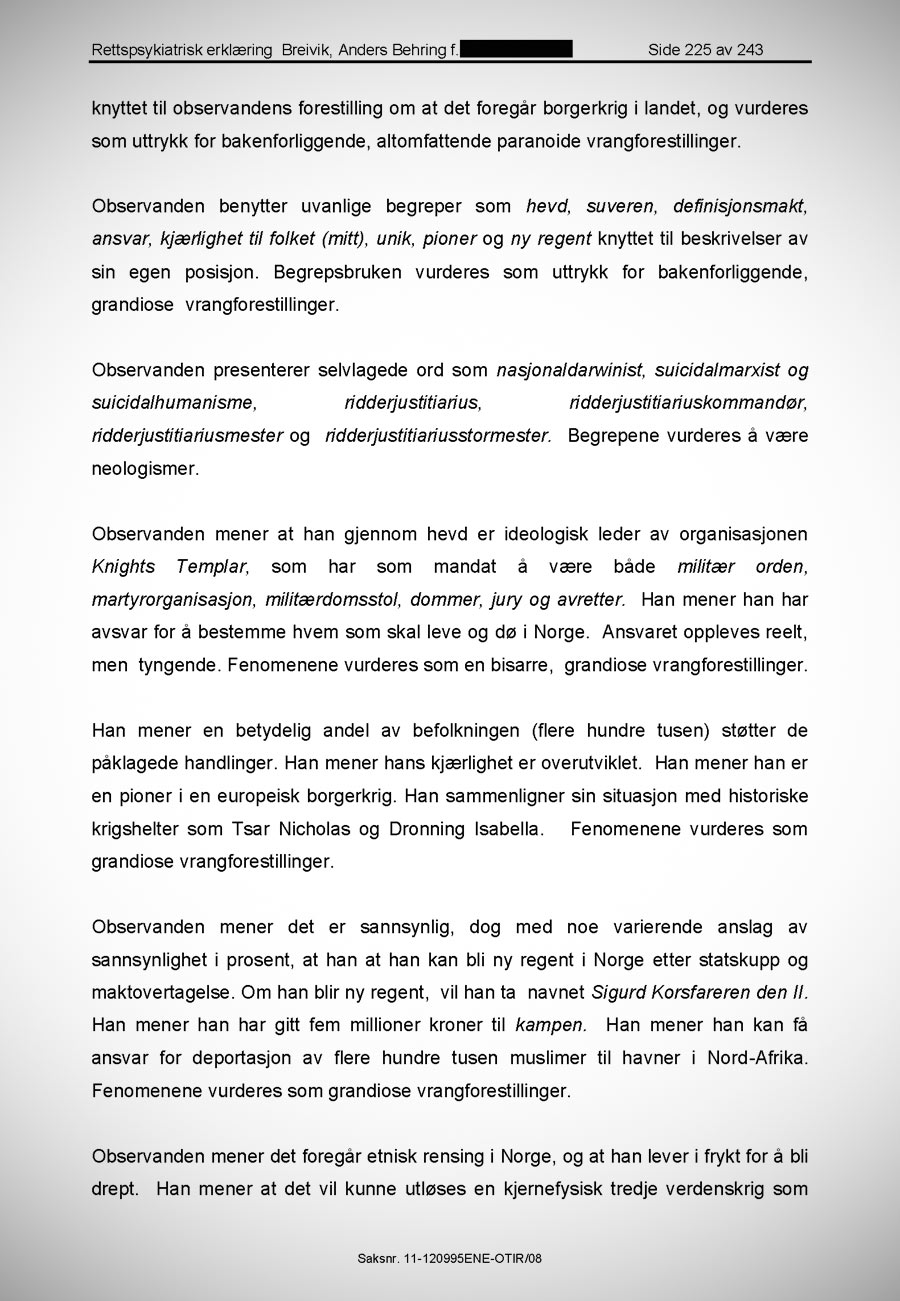 Rettspsykiatrisk erklæring Breivik, Anders Behring f. Side 225 av 243
knyttet til observandens forestilling om at det foregår borgerkrig i landet, og vurderes
som uttrykk for bakenforliggende, altomfattende paranoide vrangforestillinger.
Observanden benytter uvanlige begreper som hevd, suveren, definisjonsmakt,
ansvar, kjærlighet til folket (mitt), unik, pioner og ny regent knyttet til beskrivelser av
sin egen posisjon. Begrepsbruken vurderes som uttrykk for bakenforliggende,
grandiose vrangforestillinger.
Observanden presenterer selvlagede ord som nasjonaldarwinist, suicidalmarxist og
suicidalhumanisme, ridderjustitiarius, ridderjustitiariuskommandør,
ridderjustitiariusmester og ridderjustitiariusstormester. Begrepene vurderes å være
neologismer.
Observanden mener at han gjennom hevd er ideologisk leder av organisasjonen
Knights Templar, som har som mandat å være både militær orden,
martyrorganisasjon, militærdomsstol, dommer, jury og avretter. Han mener han har
avsvar for å bestemme hvem som skal leve og dø i Norge. Ansvaret oppleves reelt,
men tyngende. Fenomenene vurderes som en bisarre, grandiose vrangforestillinger.
Han mener en betydelig andel av befolkningen (flere hundre tusen) støtter de
påklagede handlinger. Han mener hans kjærlighet er overutviklet. Han mener han er
en pioner i en europeisk borgerkrig. Han sammenligner sin situasjon med historiske
krigshelter som Tsar Nicholas og Dronning Isabella. Fenomenene vurderes som
grandiose vrangforestillinger.
Observanden mener det er sannsynlig, dog med noe varierende anslag av
sannsynlighet i prosent, at han at han kan bli ny regent i Norge etter statskupp og
maktovertagelse. Om han blir ny regent, vil han ta navnet Sigurd Korsfareren den II.
Han mener han har gitt fem millioner kroner til kampen. Han mener han kan få
ansvar for deportasjon av flere hundre tusen muslimer til havner i Nord-Afrika.
Fenomenene vurderes som grandiose vrangforestillinger.
Observanden mener det foregår etnisk rensing i Norge, og at han lever i frykt for å bli
drept. Han mener at det vil kunne utløses en kjernefysisk tredje verdenskrig som
Saksnr. 11-120995ENE-OTIR/08